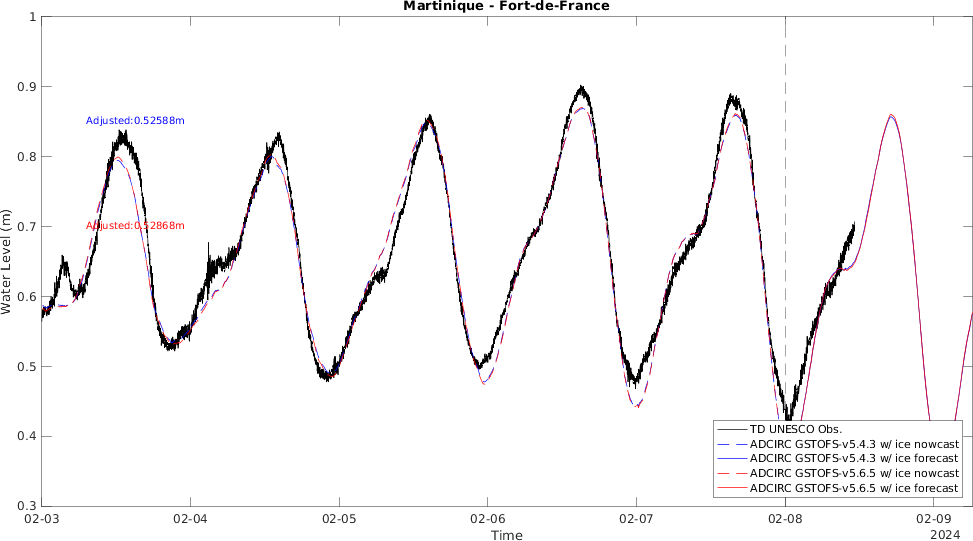 Martinique - Fort-de-France
Water Level (m)
1
0.9
0.8
0.7
0.6
0.5
0.4
0.3
Adjusted:0.52588m
Adjusted:0.52868m
TD UNESCO Obs.
ADCIRC GSTOFS-v5.4.3 w/ ice nowcast
ADCIRC GSTOFS-v5.4.3 w/ ice forecast
ADCIRC GSTOFS-v5.6.5 w/ ice nowcast
ADCIRC GSTOFS-v5.6.5 w/ ice forecast
02-03 02-04 02-05 02-06 02-07 02-08 02-09
Time
2024